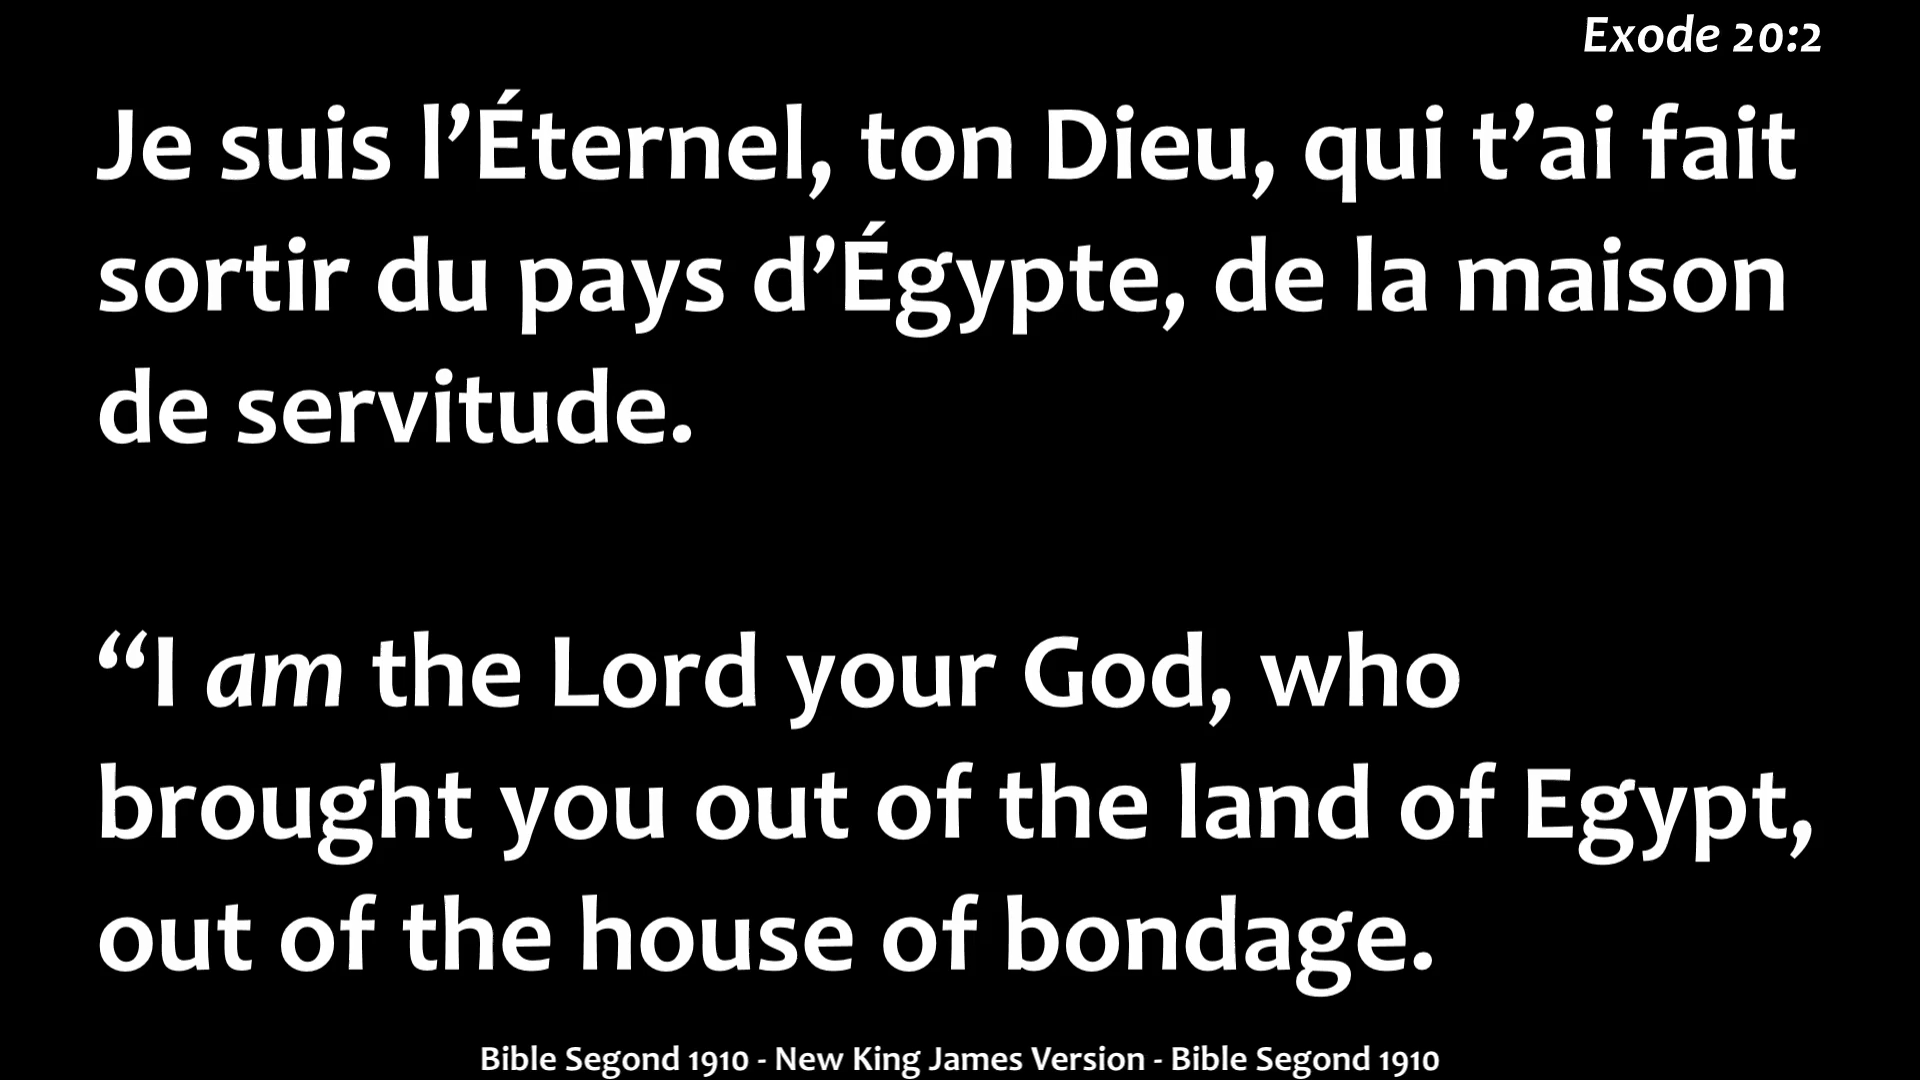 Exode 20:2
Je suis l’Éternel, ton Dieu, qui t’ai fait
sortir du pays d’Égypte, de la maison
de servitude.
“I am the Lord your God, who
brought you out of the land of Egypt,
out of the house of bondage.
Bible Segond 1910 - New King James Version - Bible Segond 1910